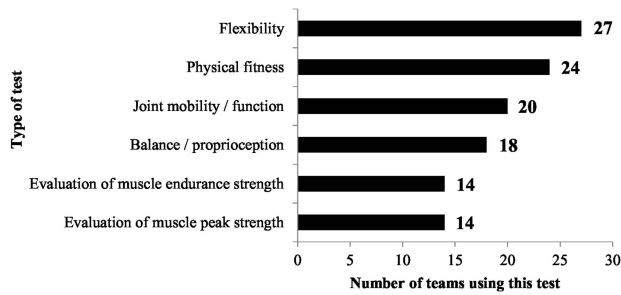 Type of test
Flexibility 27
Physical fitness 24
Joint mobility / function 20
Balance / proprioception 18
Evaluation of muscle endurance strength 14
Evaluation of muscle peak strength 14
0 5 10 15 20 25 30
Number of teams using this test